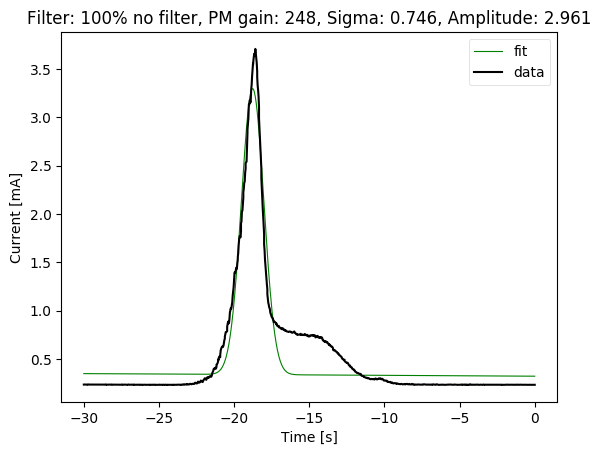 Filter: 100% no filter, PM gain: 248, Sigma: 0.746, Amplitude: 2.961
fit
data
3.5
3.0
2.5
2.0
1.5
1.0
0.5
Current [mA]
−30 −25 −20 −15 −10 −5 0
Time [s]